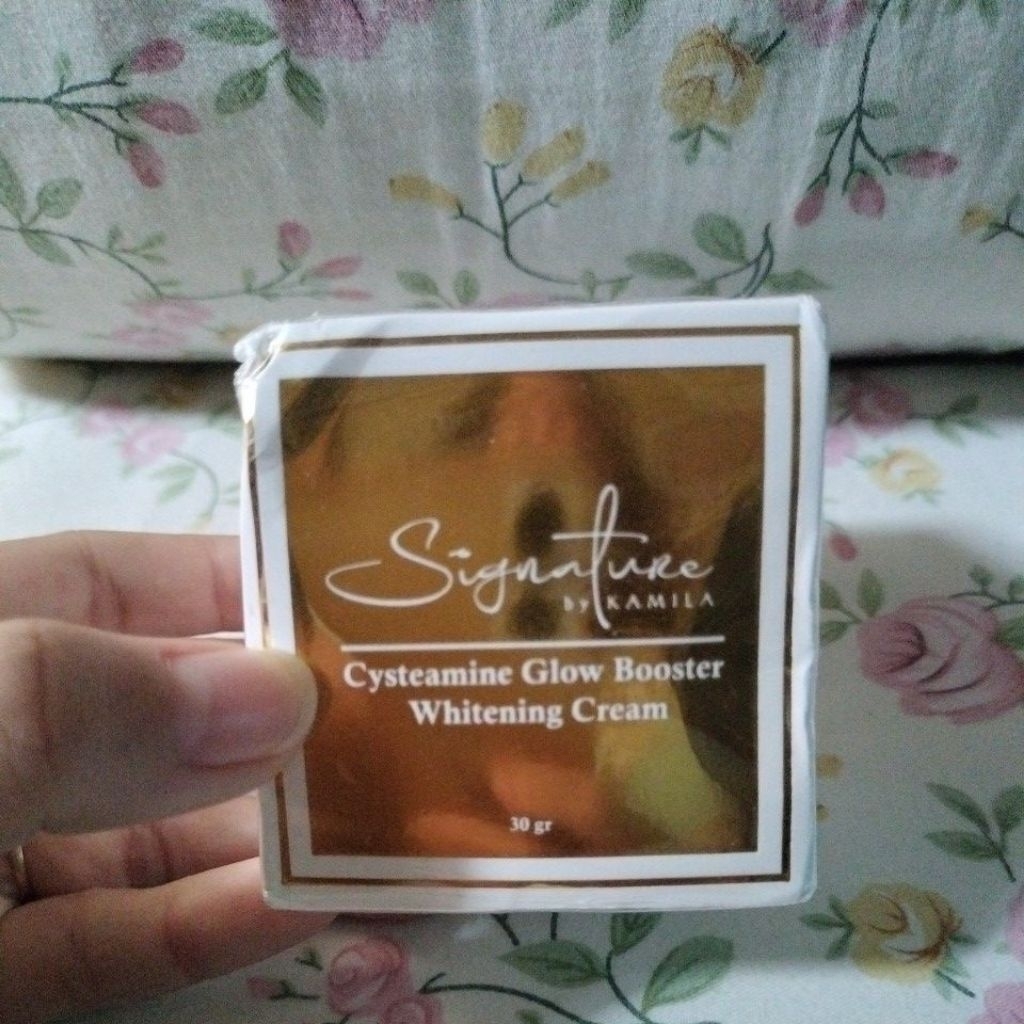 Signature
by KAMILA
Cysteamine Glow Booster
Whitening Cream
30 gr